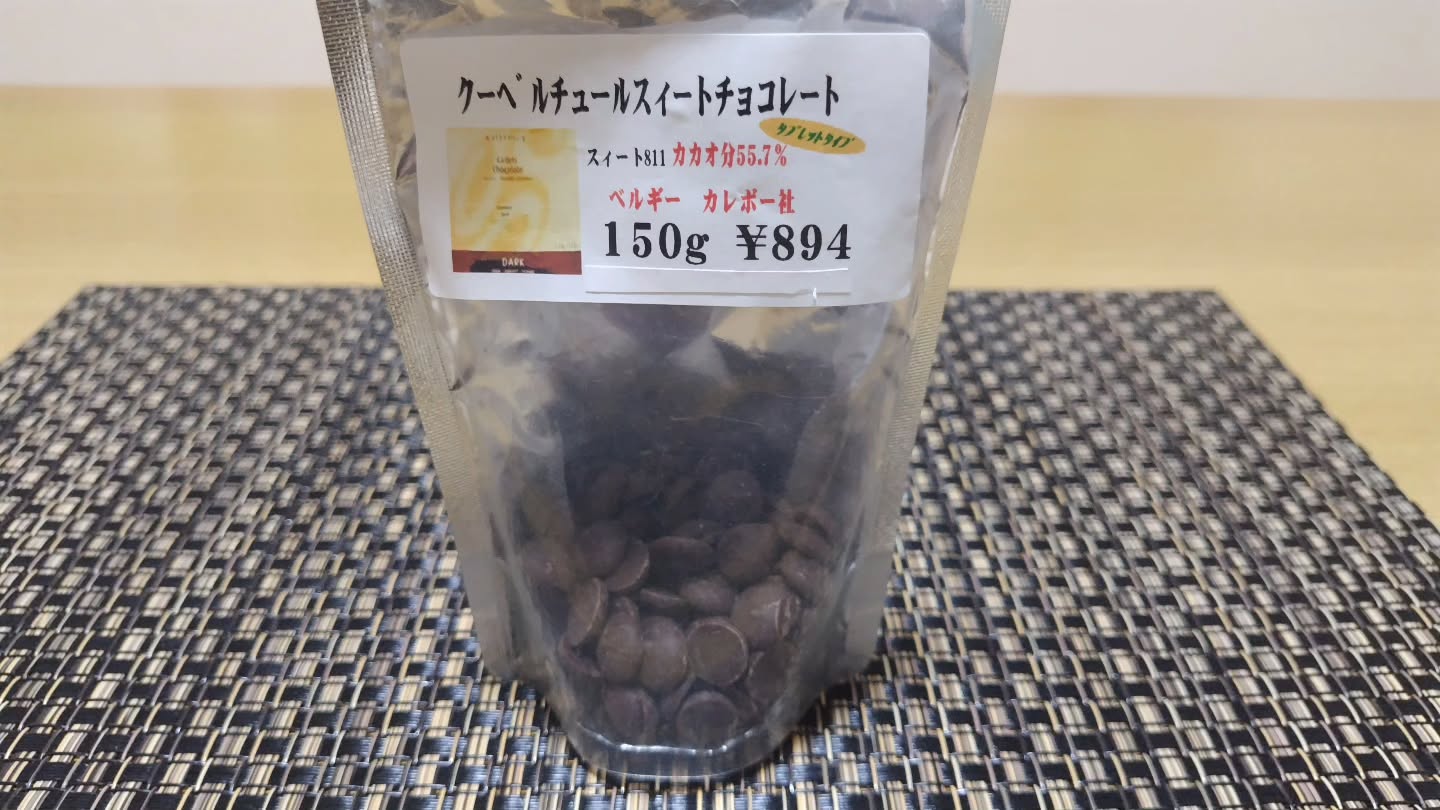 クーベルチュールスィートチョコレート
タブレットタイプ
スィート811 カカオ分55.7%
ベルギー カレボー社
150g ¥894
DARK